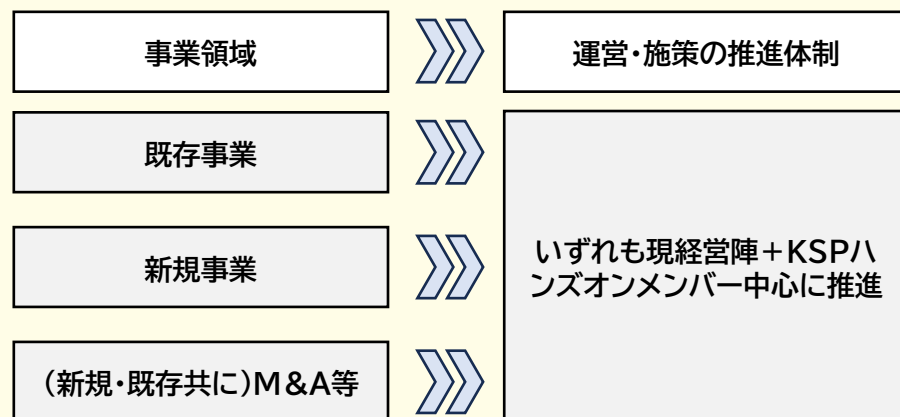 事業領域
運営・施策の推進体制
既存事業
新規事業
(新規・既存共に)M&A等
いずれも現経営陣+KSPハ
ンズオンメンバー中心に推進